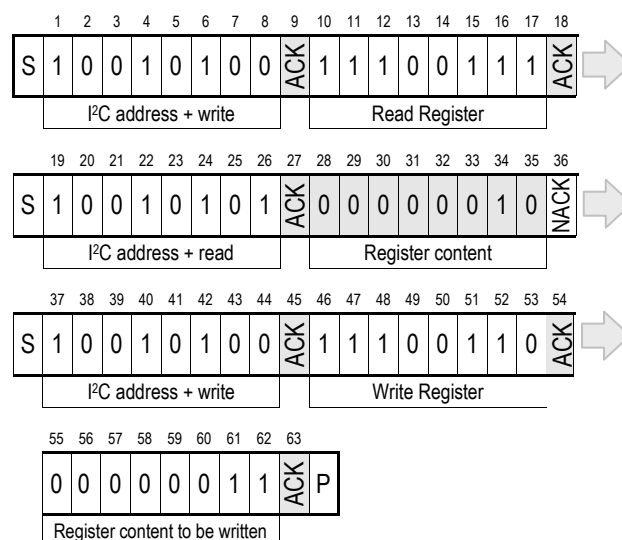 1 2 3 4 5 6 7 8 9 10 11 12 13 14 15 16 17 18
S 1 0 0 1 0 1 0 0 ACK 1 1 1 0 0 1 1 1 ACK
I²C address + write Read Register
19 20 21 22 23 24 25 26 27 28 29 30 31 32 33 34 35 36
S 1 0 0 1 0 1 0 1 ACK 0 0 0 0 0 0 1 0 NACK
I²C address + read Register content
37 38 39 40 41 42 43 44 45 46 47 48 49 50 51 52 53 54
S 1 0 0 1 0 1 0 0 ACK 1 1 1 0 0 1 1 0 ACK
I²C address + write Write Register
55 56 57 58 59 60 61 62 63
0 0 0 0 0 0 1 1 ACK P
Register content to be written